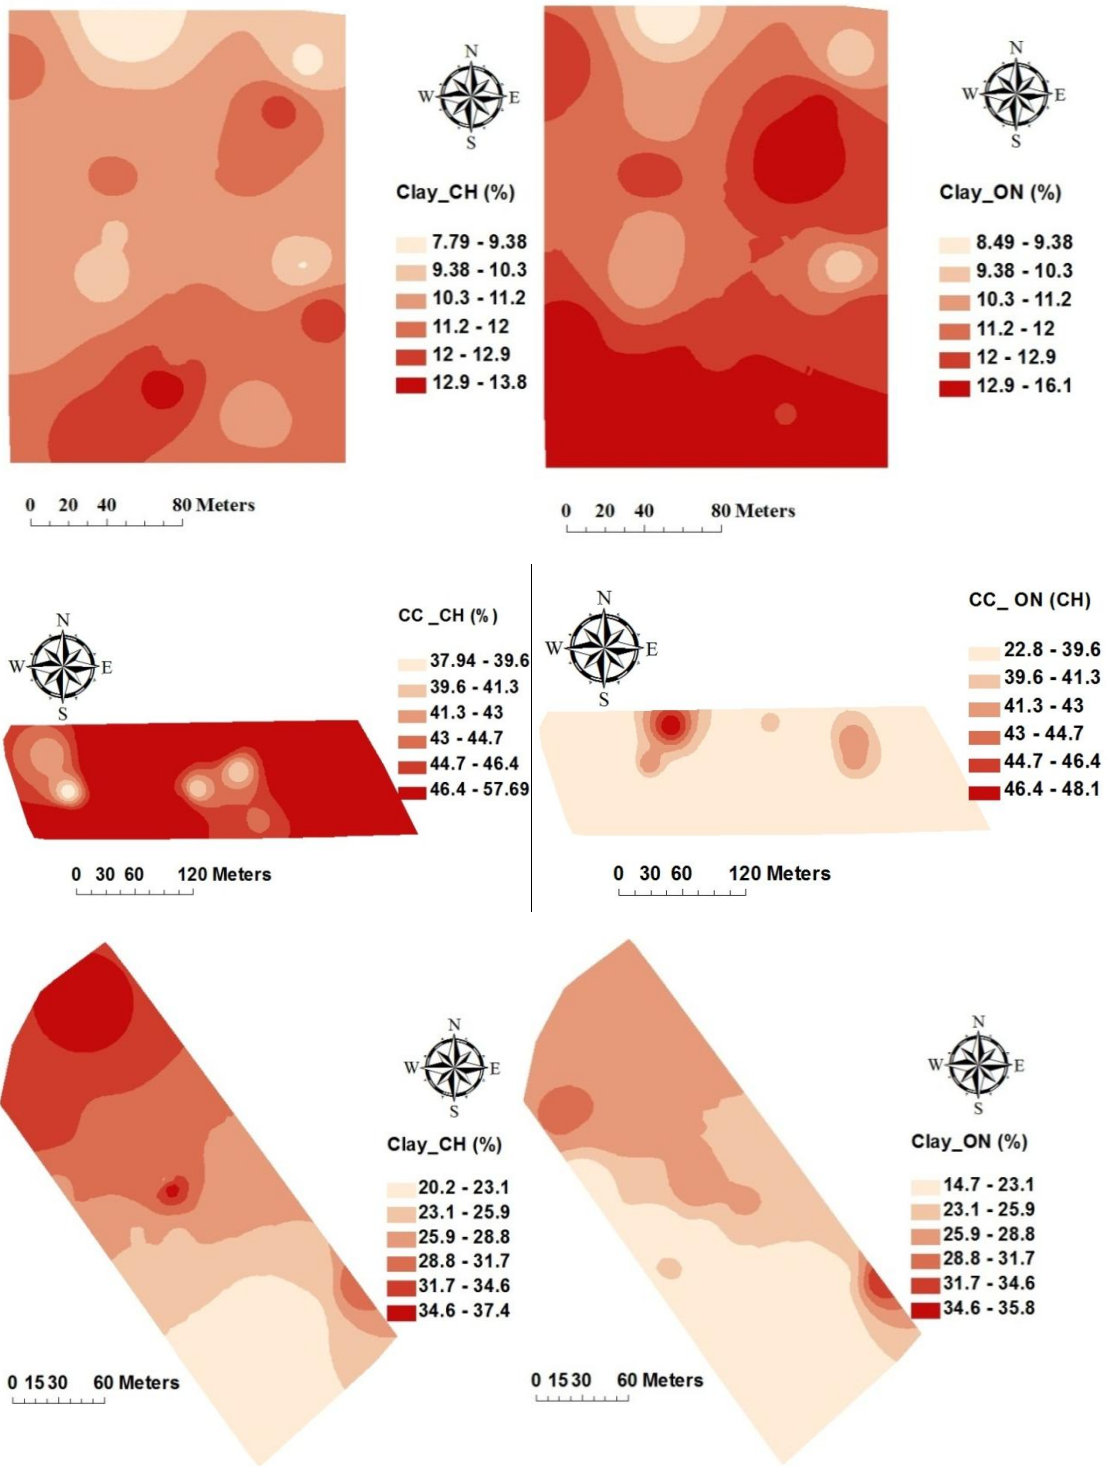 N
W E
S
Clay_CH (%)
7.79 - 9.38
9.38 - 10.3
10.3 - 11.2
11.2 - 12
12 - 12.9
12.9 - 13.8
0 20 40 80 Meters
N
W E
S
Clay_ON (%)
8.49 - 9.38
9.38 - 10.3
10.3 - 11.2
11.2 - 12
12 - 12.9
12.9 - 16.1
0 20 40 80 Meters
N
W E
S
CC _CH (%)
37.94 - 39.6
39.6 - 41.3
41.3 - 43
43 - 44.7
44.7 - 46.4
46.4 - 57.69
0 30 60 120 Meters
N
W E
S
CC_ ON (CH)
22.8 - 39.6
39.6 - 41.3
41.3 - 43
43 - 44.7
44.7 - 46.4
46.4 - 48.1
0 30 60 120 Meters
N
W E
S
Clay_CH (%)
20.2 - 23.1
23.1 - 25.9
25.9 - 28.8
28.8 - 31.7
31.7 - 34.6
34.6 - 37.4
0 15 30 60 Meters
N
W E
S
Clay_ON (%)
14.7 - 23.1
23.1 - 25.9
25.9 - 28.8
28.8 - 31.7
31.7 - 34.6
34.6 - 35.8
0 15 30 60 Meters